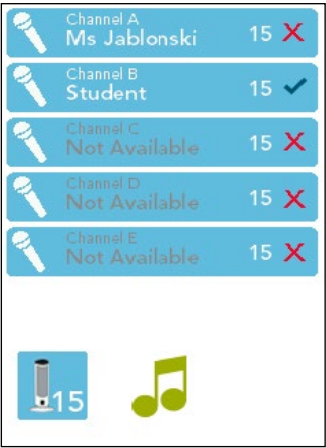 Channel A
Ms Jablonski 15
Channel B
Student 15
Channel C
Not Available 15
Channel D
Not Available 15
Channel E
Not Available 15
15